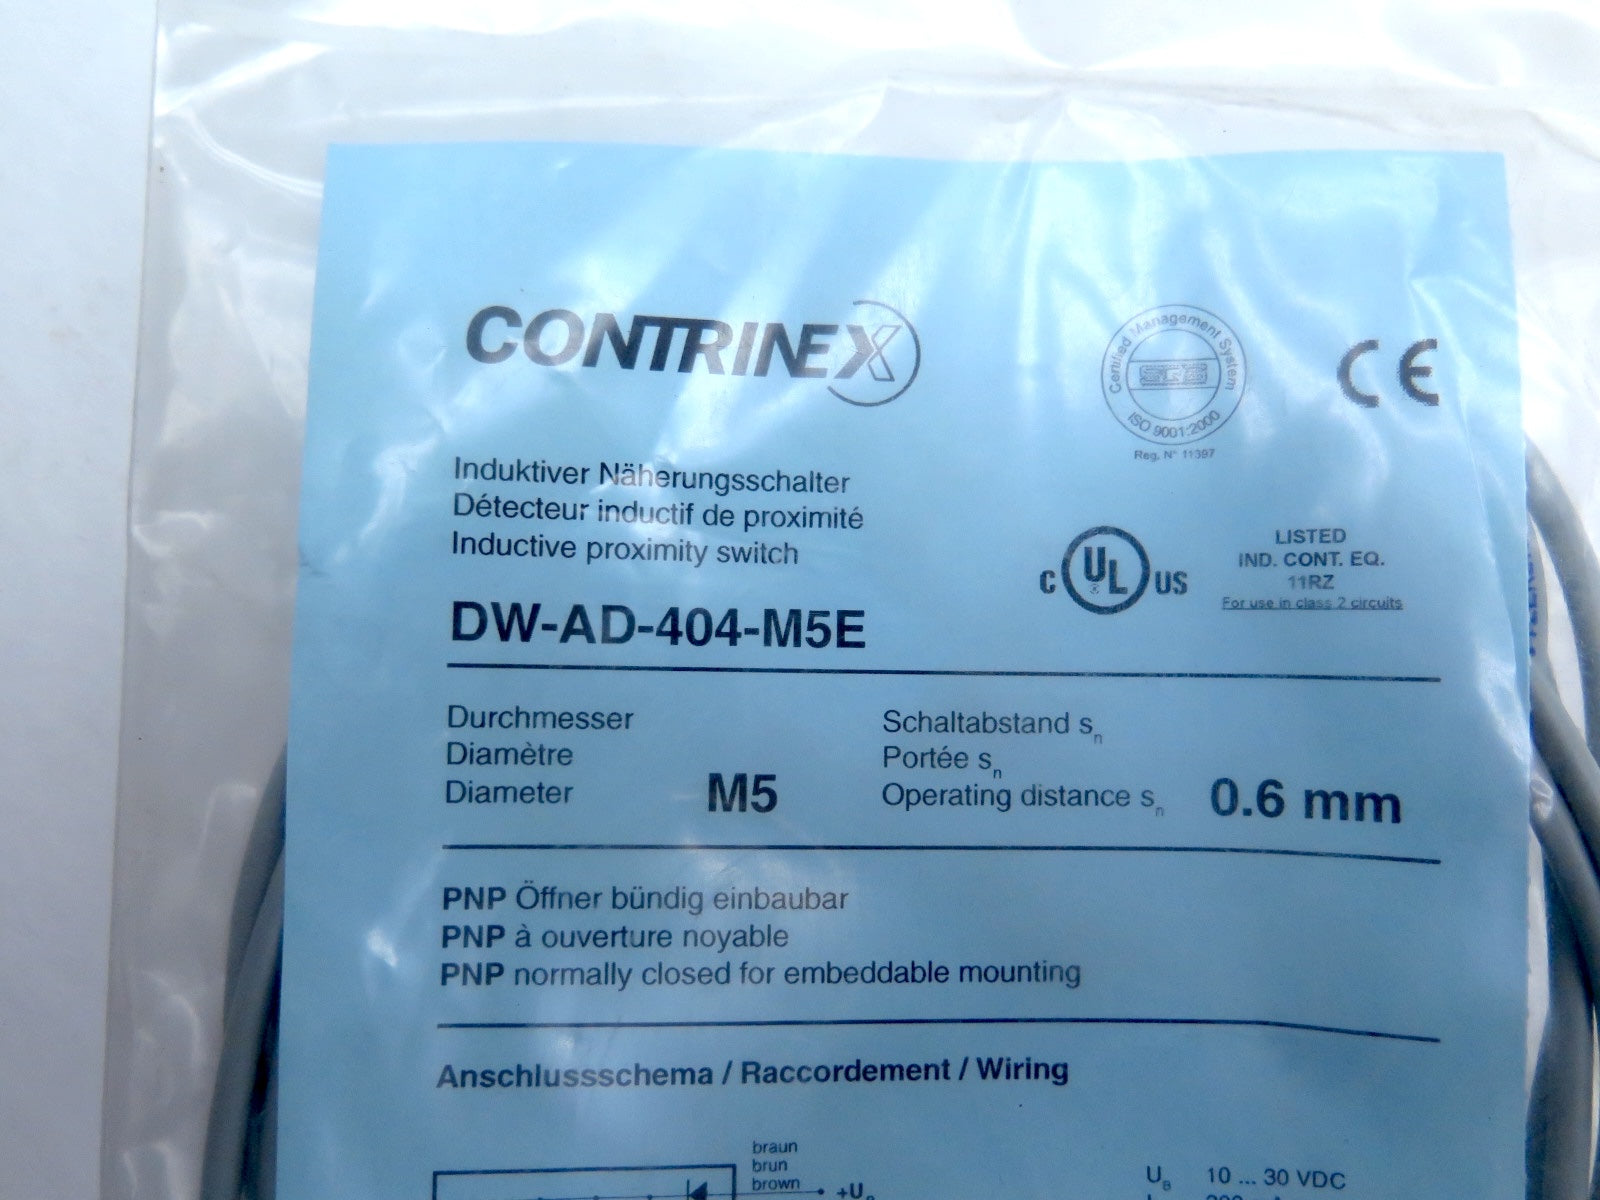 CONTRINEX
Certified Management System
SGS
ISO 9001:2000
Reg. N° 11397
CE
Induktiver Näherungsschalter
Détecteur inductif de proximité
Inductive proximity switch
DW-AD-404-M5E
C UL US
LISTED
IND. CONT. EQ.
11RZ
For use in class 2 circuits
Durchmesser
Diamètre
Diameter
M5
Schaltabstand sn
Portée sn
Operating distance sn
0.6 mm
PNP Öffner bündig einbaubar
PNP à ouverture noyable
PNP normally closed for embeddable mounting
Anschlussschema / Raccordement / Wiring
braun
brun
brown
+UB
UB 10 ... 30 VDC